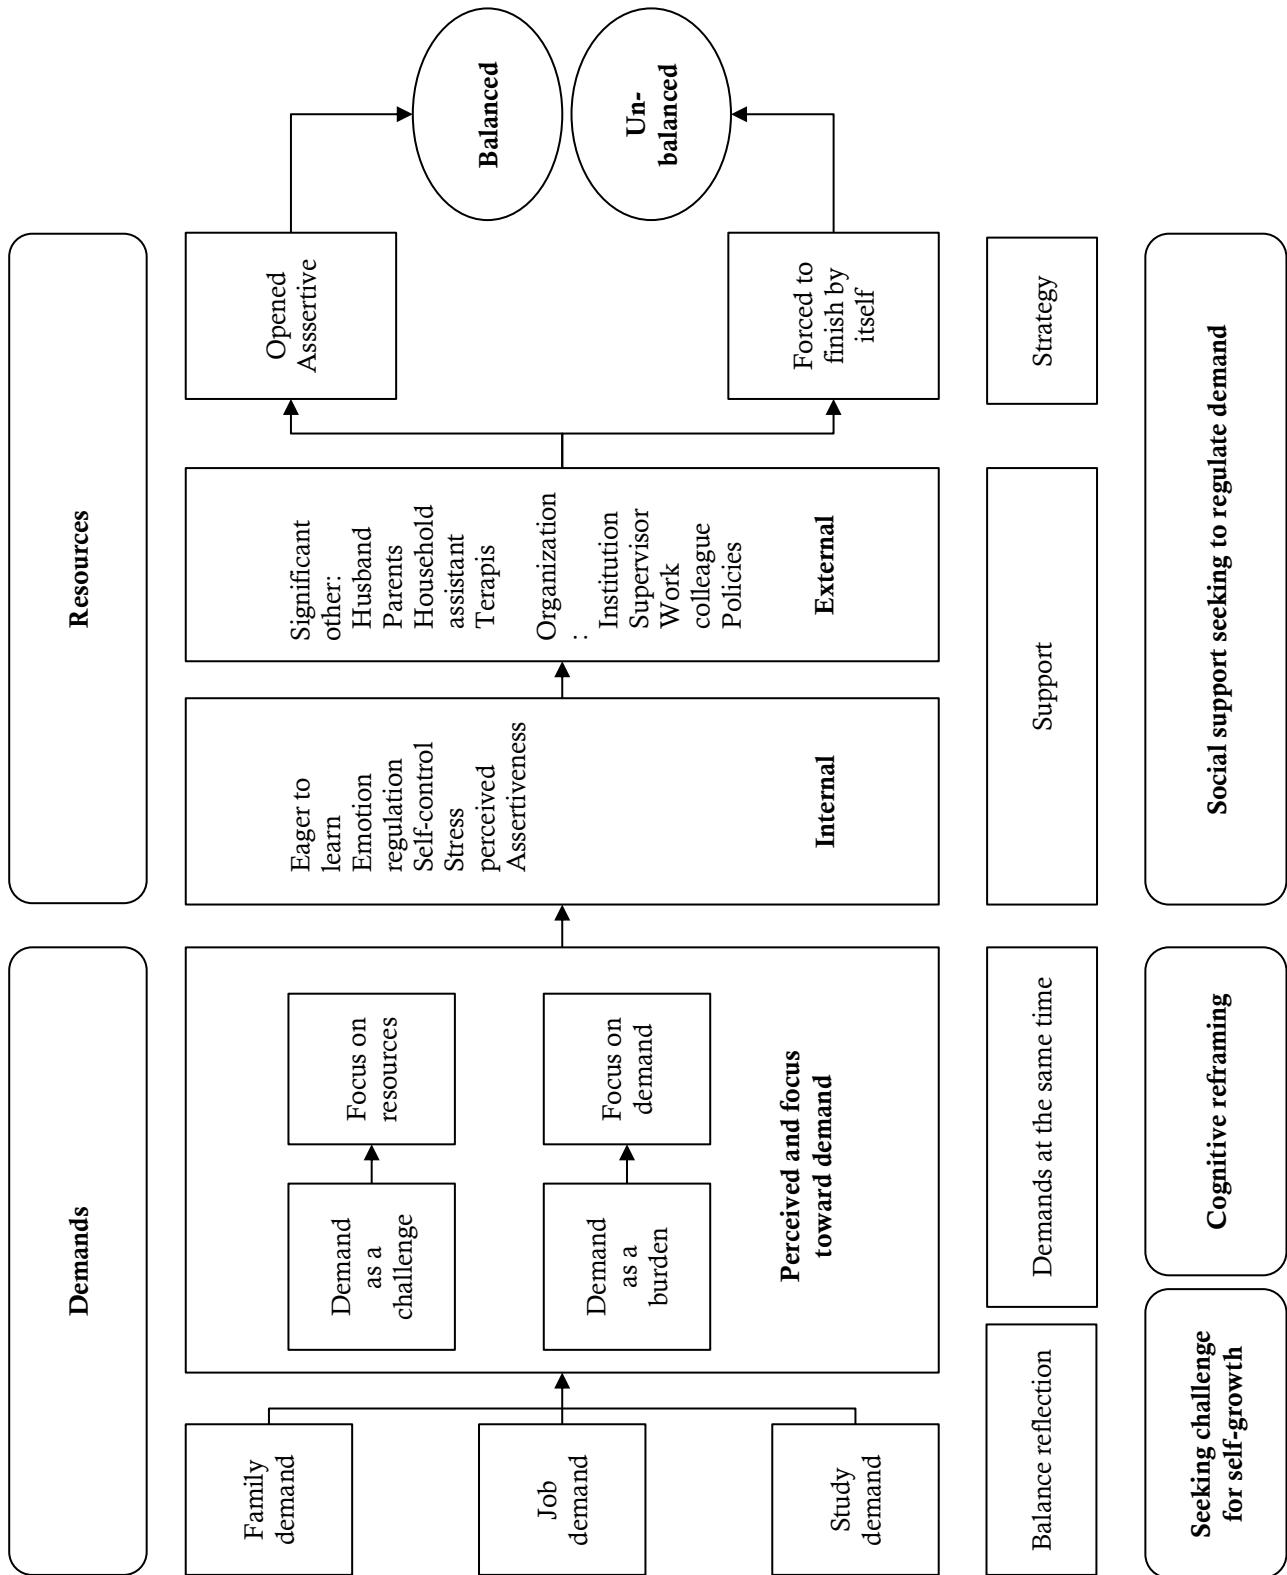 Demands
Resources
Family
demand
Job
demand
Study
demand
Demand
as a
challenge
Focus on
resources
Demand
as a
burden
Focus on
demand
Perceived and focus
toward demand
Eager to
learn
Emotion
regulation
Self-control
Stress
perceived
Assertiveness
Internal
Significant
other:
Husband
Parents
Household
assistant
Terapis
Organization
:
Institution
Supervisor
Work
colleague
Policies
External
Opened
Asssertive
Forced to
finish by
itself
Balanced
Un-
balanced
Balance reflection
Demands at the same time
Support
Strategy
Seeking challenge
for self-growth
Cognitive reframing
Social support seeking to regulate demand